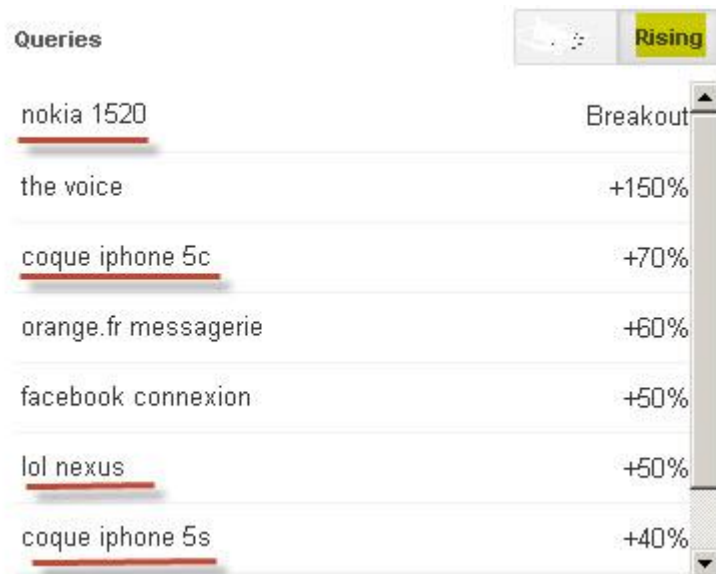 Queries
Rising
nokia 1520 Breakout
the voice +150%
coque iphone 5c +70%
orange.fr messagerie +60%
facebook connexion +50%
lol nexus +50%
coque iphone 5s +40%